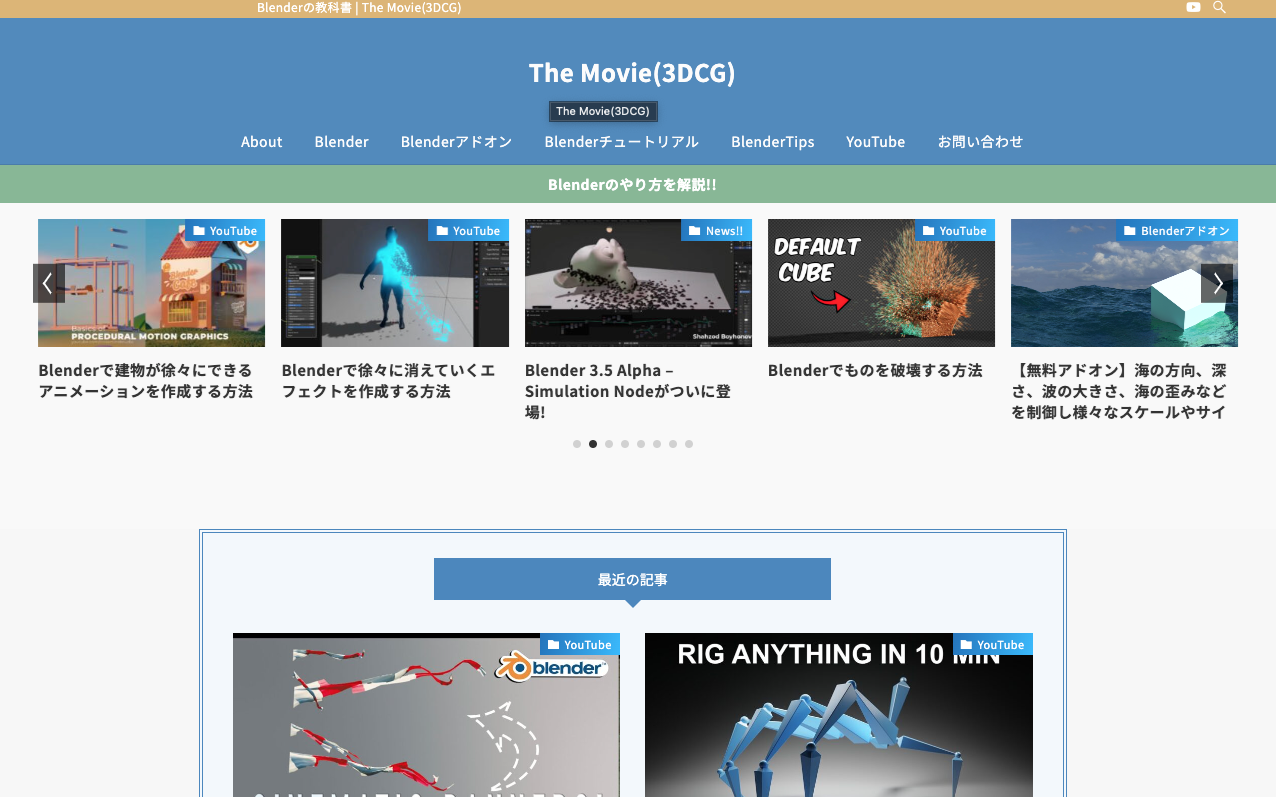 Blenderの教科書 | The Movie(3DCG)
The Movie(3DCG)
The Movie(3DCG)
About Blender Blenderアドオン Blenderチュートリアル BlenderTips YouTube お問い合わせ
Blenderのやり方を解説!!
YouTube
PROCEDURAL MOTION GRAPHICS
Blenderで建物が徐々にできる
アニメーションを作成する方法
YouTube
Blenderで徐々に消えていくエ
フェクトを作成する方法
News!!
Shahzod Boyhonov
Blender 3.5 Alpha –
Simulation Nodeがついに登
場!
YouTube
DEFAULT
CUBE
Blenderでものを破壊する方法
Blenderアドオン
【無料アドオン】海の方向、深
さ、波の大きさ、海の歪みなど
を制御し様々なスケールやサイ
最近の記事
YouTube
blender
YouTube
RIG ANYTHING IN 10 MIN